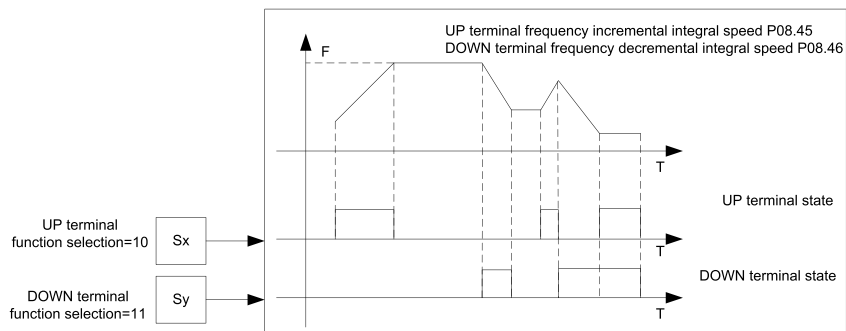 UP terminal frequency incremental integral speed P08.45
DOWN terminal frequency decremental integral speed P08.46
F
T
UP terminal state
UP terminal
function selection=10
Sx
T
DOWN terminal state
DOWN terminal
function selection=11
Sy
T